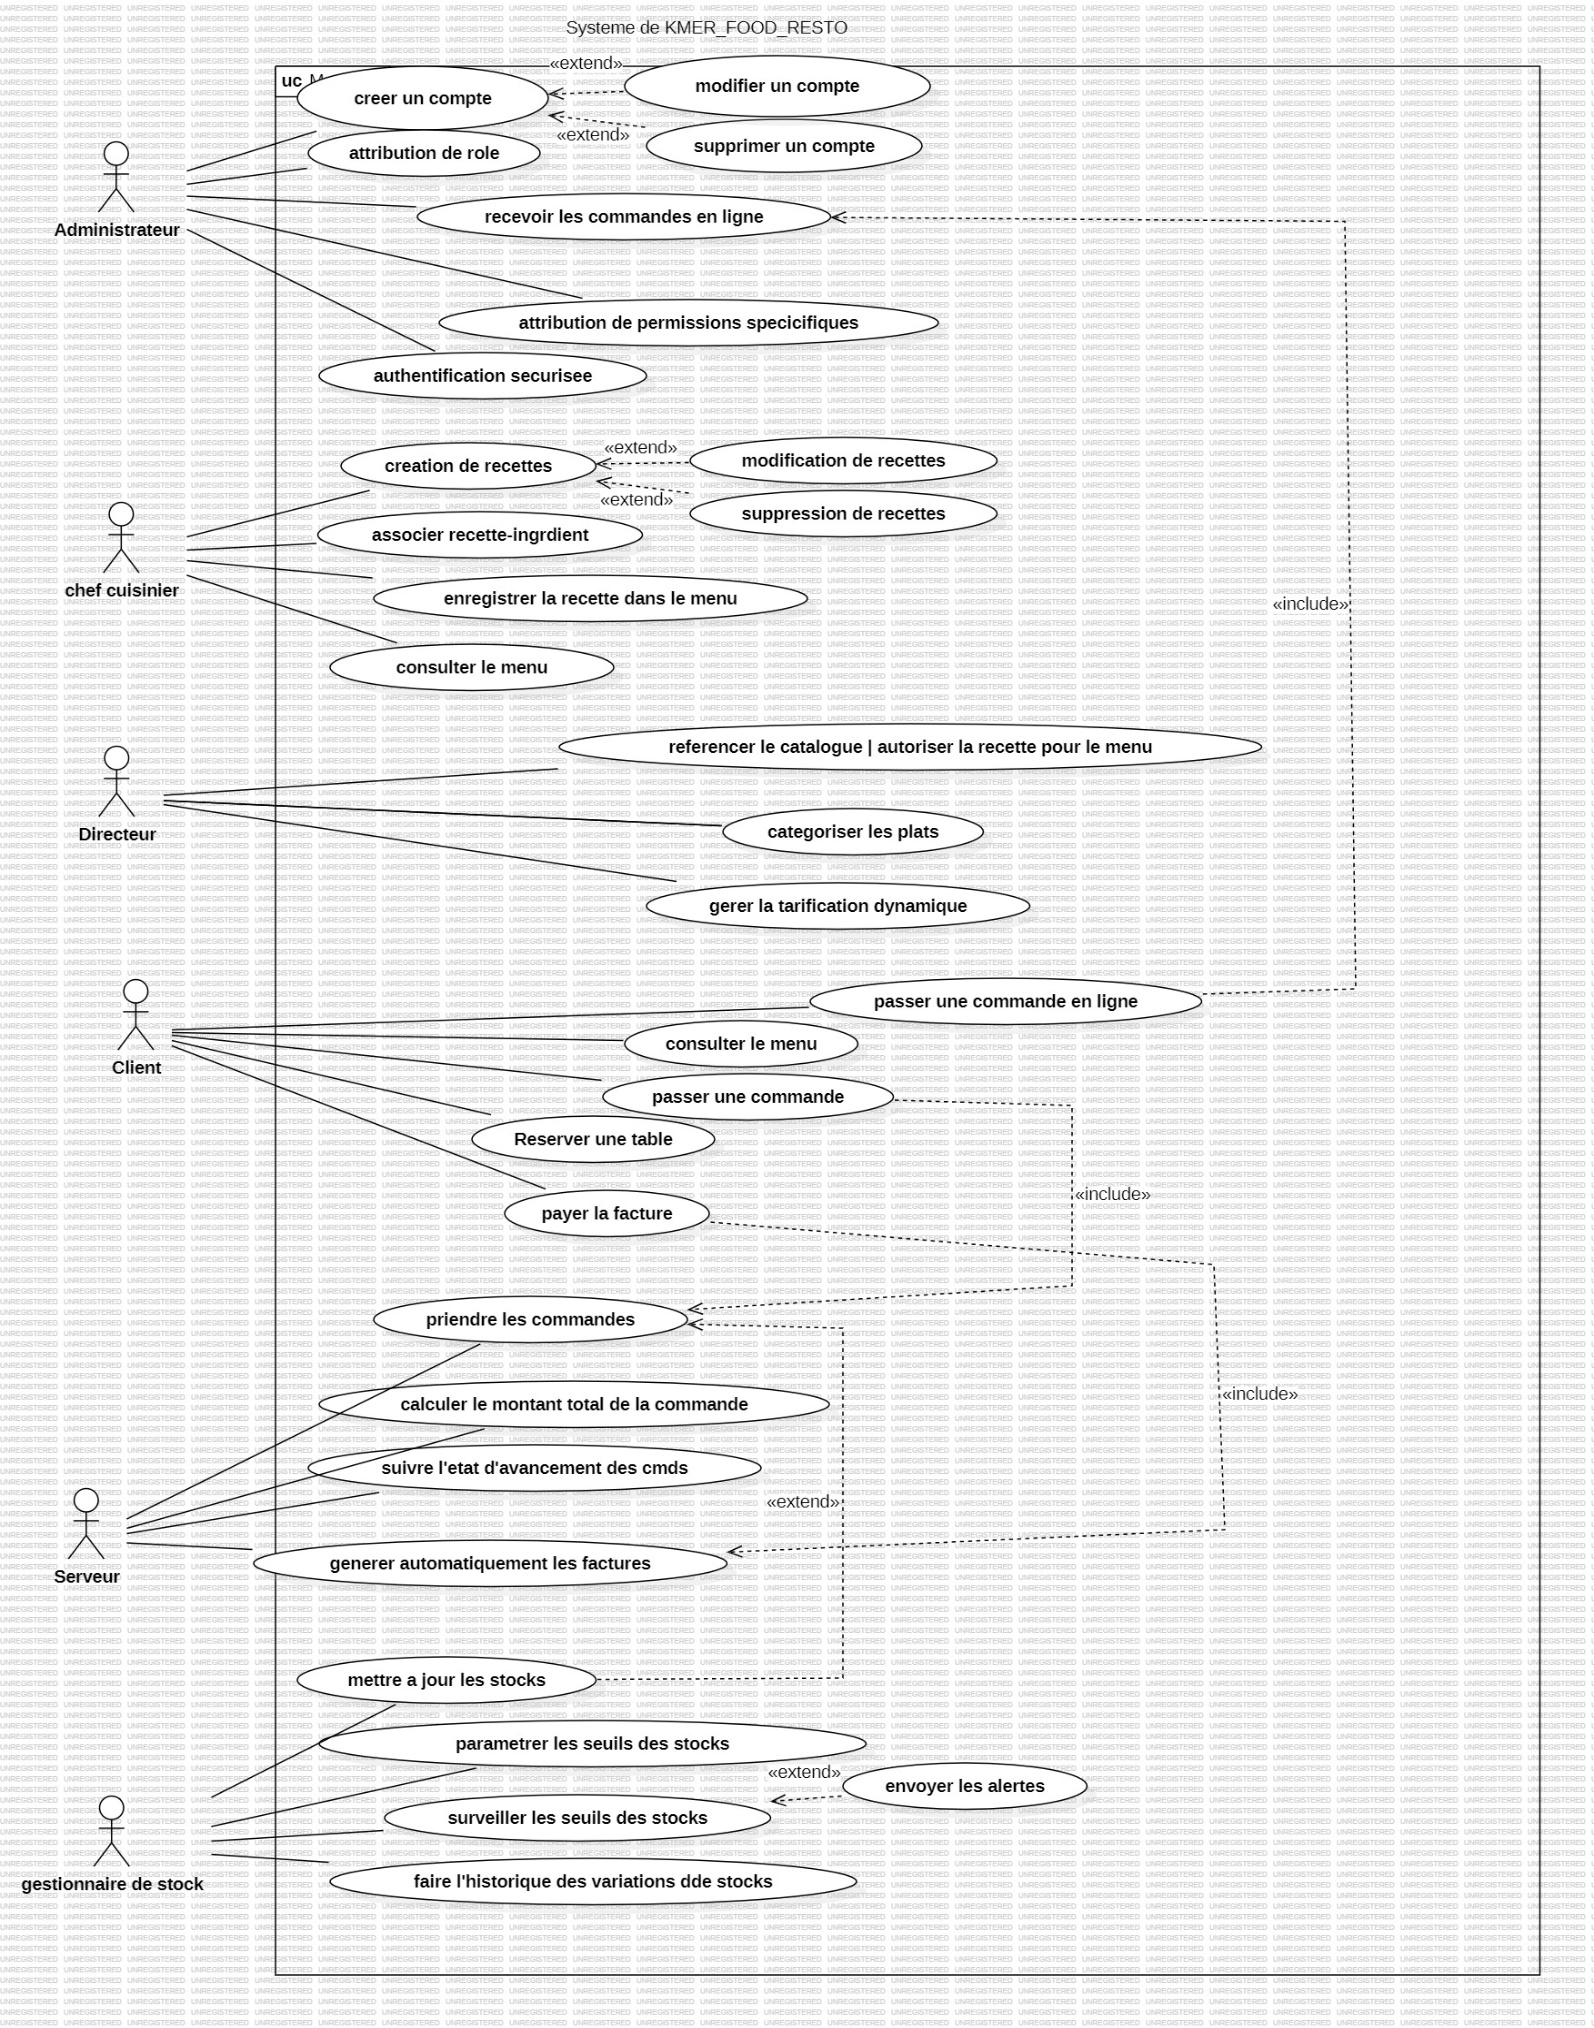 Systeme de KMER_FOOD_RESTO
uc
creer un compte
«extend»
modifier un compte
«extend»
supprimer un compte
attribution de role
Administrateur
recevoir les commandes en ligne
attribution de permissions specicifiques
authentification securisee
creation de recettes
«extend»
modification de recettes
«extend»
suppression de recettes
associer recette-ingrdient
chef cuisinier
enregistrer la recette dans le menu
«include»
consulter le menu
referencer le catalogue | autoriser la recette pour le menu
Directeur
categoriser les plats
gerer la tarification dynamique
passer une commande en ligne
consulter le menu
Client
passer une commande
Reserver une table
«include»
payer la facture
priendre les commandes
calculer le montant total de la commande
«include»
suivre l'etat d'avancement des cmds
«extend»
Serveur
generer automatiquement les factures
mettre a jour les stocks
parametrer les seuils des stocks
«extend»
envoyer les alertes
surveiller les seuils des stocks
gestionnaire de stock
faire l'historique des variations dde stocks
UNREGISTERED